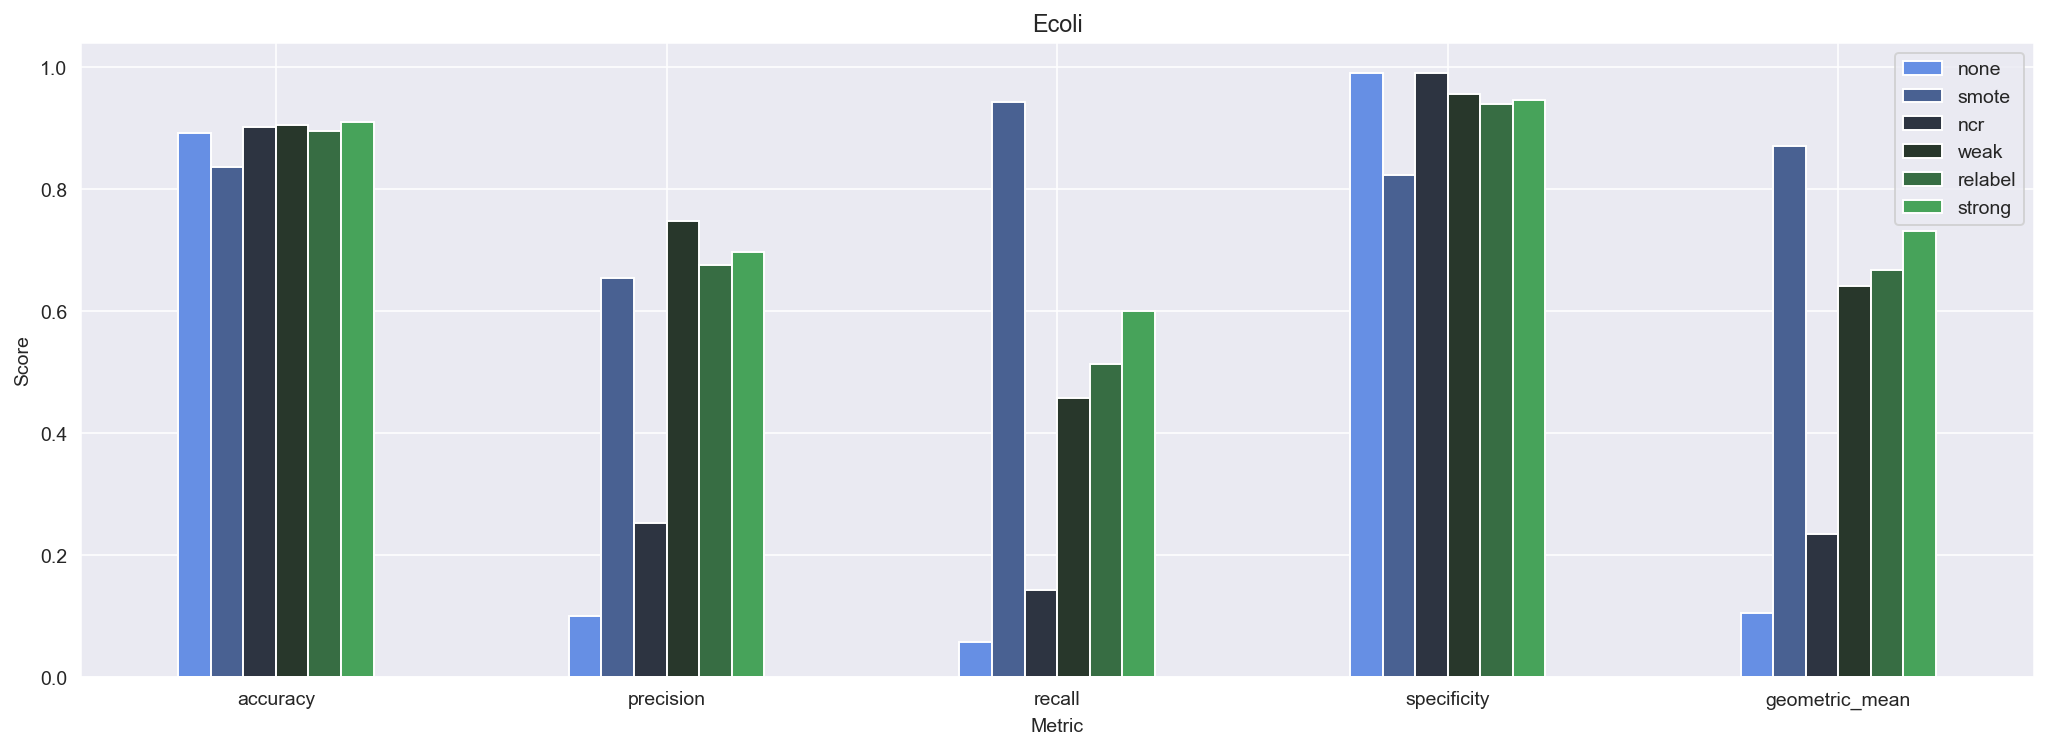 Ecoli
1.0
0.8
0.6
0.4
0.2
0.0
Score
none
smote
ncr
weak
relabel
strong
accuracy
precision
recall
specificity
geometric_mean
Metric